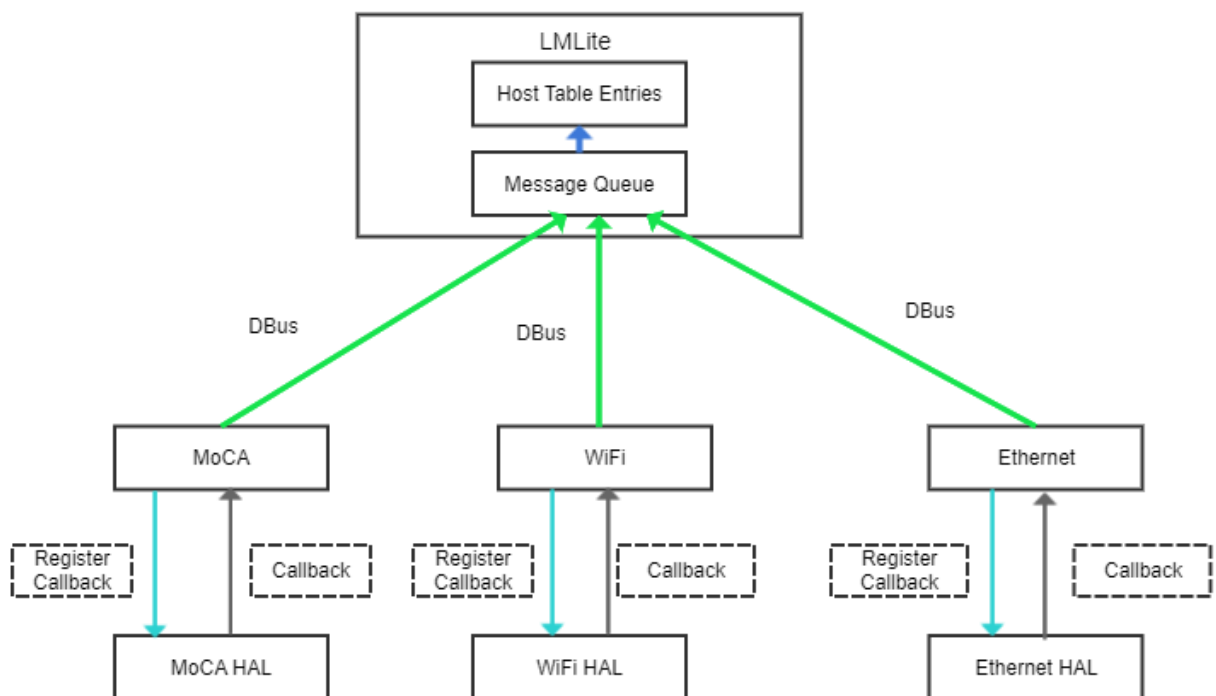 LMLite
Host Table Entries
Message Queue
DBus
DBus
DBus
MoCA
WiFi
Ethernet
Register
Callback
Callback
Register
Callback
Callback
Register
Callback
Callback
MoCA HAL
WiFi HAL
Ethernet HAL